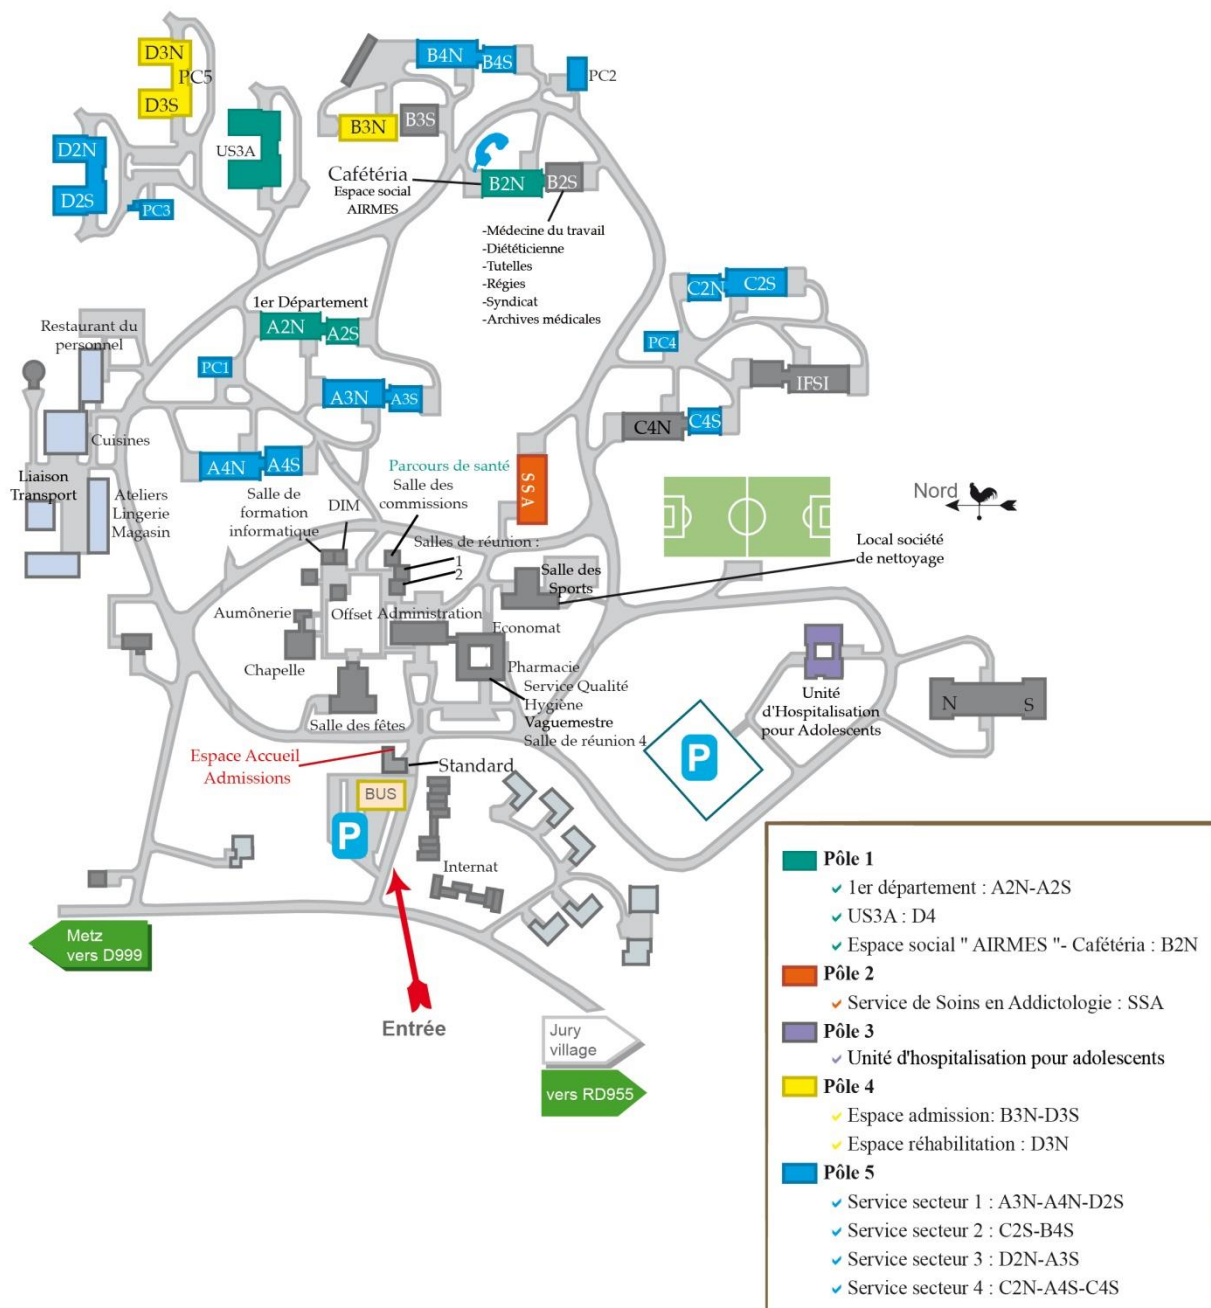 D3N
PC5
D3S
B4N
B4S
PC2
B3N
B3S
US3A
D2N
D2S
PC3
Cafétéria
Espace social
AIRMES
B2N
B2S
-Médecine du travail
-Diététicienne
-Tutelles
-Régies
-Syndicat
-Archives médicales
1er Département
A2N
A2S
C2N
C2S
PC4
IFSI
C4N
C4S
Restaurant du
personnel
PC1
A3N
A3S
Cuisines
A4N
A4S
Liaison
Transport
Ateliers
Lingerie
Magasin
Salle de
formation
informatique
DIM
Parcours de santé
Salle des
commissions
SSA
Nord
Salles de réunion :
1
2
Local société
de nettoyage
Salle des
Sports
Aumônerie
Offset
Administration
Economat
Chapelle
Pharmacie
Service Qualité
Hygiène
Vaguemestre
Salle de réunion 4
Salle des fêtes
Unité
d'Hospitalisation
pour Adolescents
N
S
P
Espace Accueil
Admissions
Standard
BUS
P
Internat
Metz
vers D999
Entrée
Jury
village
vers RD955
Pôle 1
1er département : A2N-A2S
US3A : D4
Espace social " AIRMES "- Cafétéria : B2N
Pôle 2
Service de Soins en Addictologie : SSA
Pôle 3
Unité d'hospitalisation pour adolescents
Pôle 4
Espace admission: B3N-D3S
Espace réhabilitation : D3N
Pôle 5
Service secteur 1 : A3N-A4N-D2S
Service secteur 2 : C2S-B4S
Service secteur 3 : D2N-A3S
Service secteur 4 : C2N-A4S-C4S